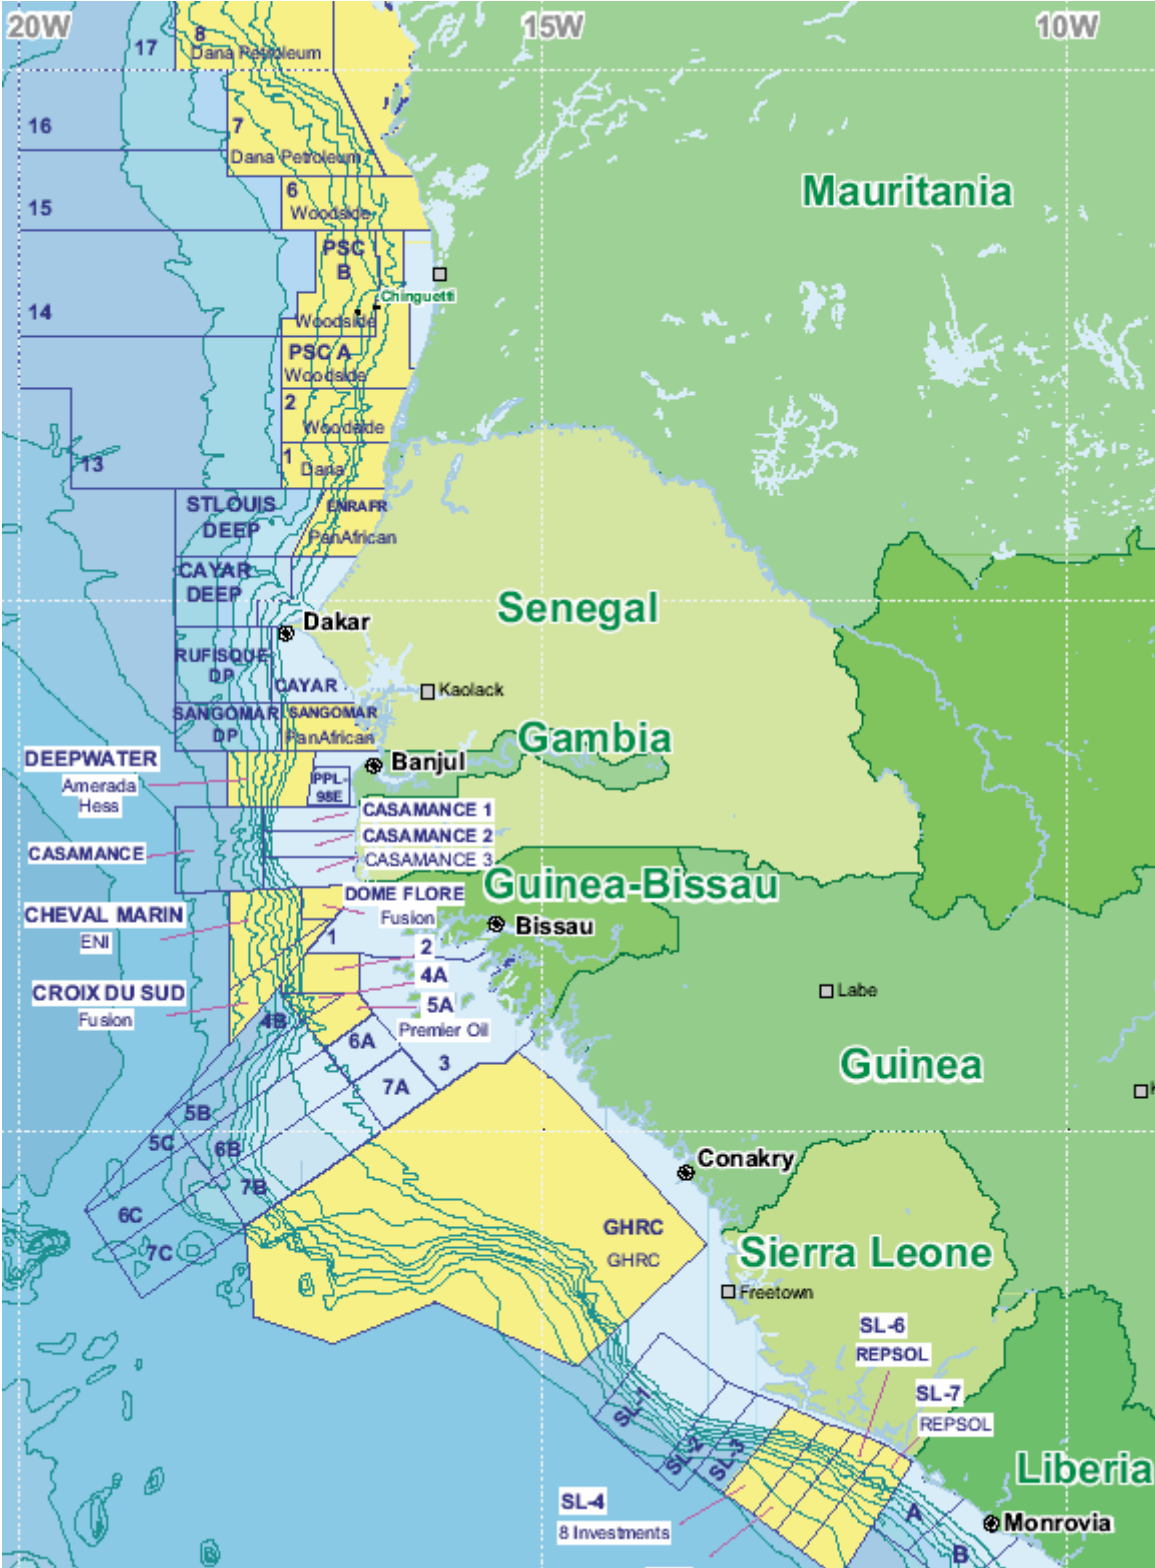 20W
15W
10W
17
8
Dana Petroleum
16
7
Dana Petroleum
Mauritania
15
6
Woodside
PSC
B
Chinguetti
14
Woodside
PSC A
Woodside
2
Woodside
13
1
Dana
STLOUIS
DEEP
ENRAFR
PanAfrican
CAYAR
DEEP
Senegal
Dakar
RUFISQUE
DP
CAYAR
Kaolack
SANGOMAR
DP
SANGOMAR
PanAfrican
Gambia
DEEPWATER
Amerada
Hess
Banjul
PPL-
98E
CASAMANCE 1
CASAMANCE 2
CASAMANCE
CASAMANCE 3
Guinea-Bissau
DOME FLORE
Fusion
CHEVAL MARIN
ENI
Bissau
1
2
4A
CROIX DU SUD
Fusion
5A
Premier Oil
Labe
4B
6A
3
7A
Guinea
5B
5C
6B
Conakry
7B
6C
7C
GHRC
GHRC
Sierra Leone
Freetown
SL-6
REPSOL
SL-7
REPSOL
SL-1
SL-2
SL-3
Liberia
SL-4
8 Investments
A
Monrovia
B